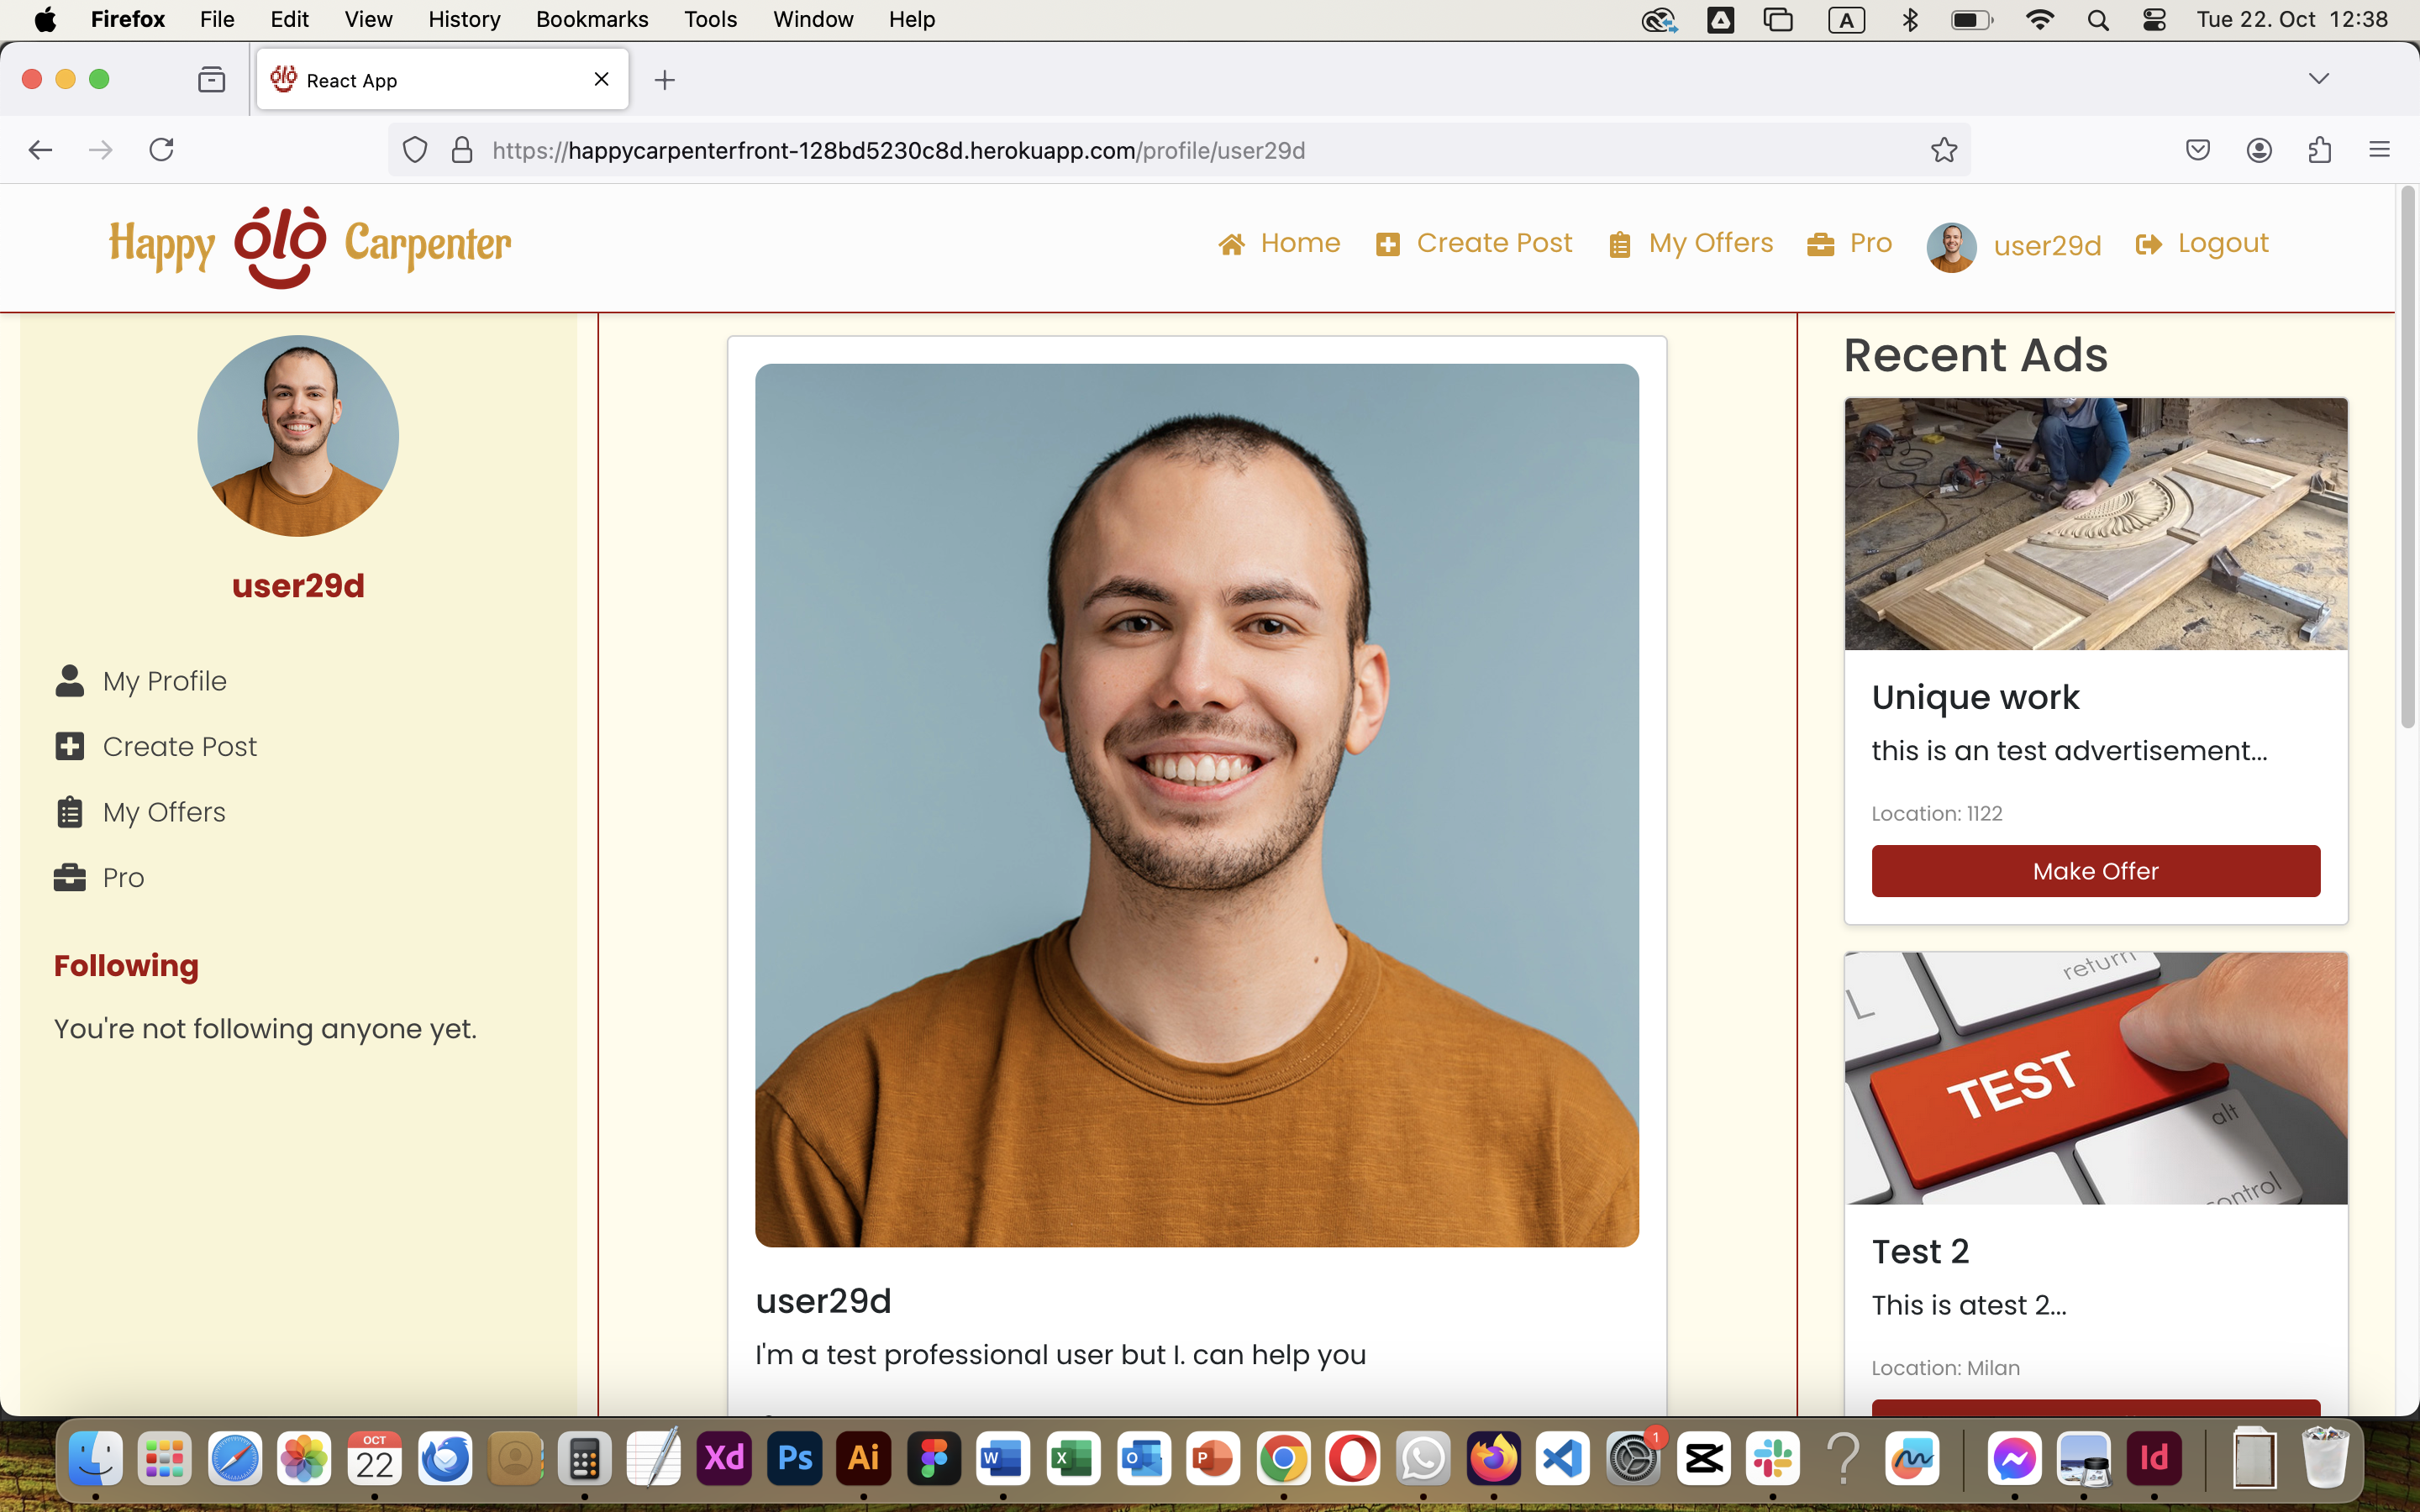 Firefox File Edit View History Bookmarks Tools Window Help A Tue 22. Oct 12:38
ólò React App
https://happycarpenterfront-128bd5230c8d.herokuapp.com/profile/user29d
Happy ólò Carpenter Home Create Post My Offers Pro user29d Logout
user29d
My Profile
Create Post
My Offers
Pro
Following
You're not following anyone yet.
user29d
I'm a test professional user but I. can help you
Recent Ads
Unique work
this is an test advertisement...
Location: 1122
Make Offer
return
L
TEST
alt
control
Test 2
This is atest 2...
Location: Milan
OCT
22
Xd Ps Ai W X O P 1 ? Id